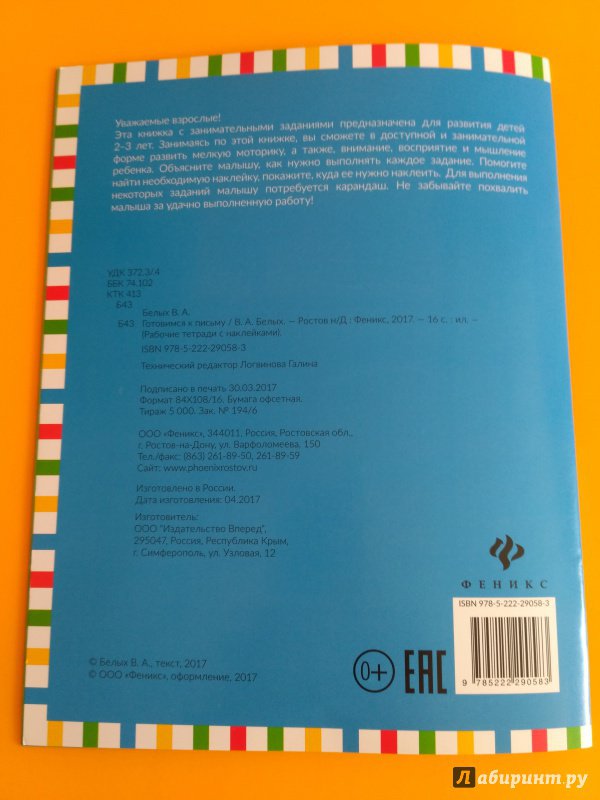 Уважаемые взрослые!
Эта книжка с занимательными заданиями предназначена для развития детей
2–3 лет. Занимаясь по этой книжке, вы сможете в доступной и занимательной
форме развить мелкую моторику, а также, внимание, восприятие и мышление
ребенка. Объясните малышу, как нужно выполнять каждое задание. Помогите
найти необходимую наклейку, покажите, куда ее нужно наклеить. Для выполнения
некоторых заданий малышу потребуется карандаш. Не забывайте похвалить
малыша за удачно выполненную работу!
УДК 372.3/.4
ББК 74.102
КТК 413
Б43
Белых В. А.
Б43 Готовимся к письму / В. А. Белых. — Ростов н/Д : Феникс, 2017. — 16 с. : ил. —
(Рабочие тетради с наклейками).
ISBN 978-5-222-29058-3
Технический редактор Логвинова Галина
Подписано в печать 30.03.2017
Формат 84X108/16. Бумага офсетная.
Тираж 5 000. Зак. № 194/6
ООО «Феникс», 344011, Россия, Ростовская обл.,
г. Ростов-на-Дону, ул. Варфоломеева, 150
Тел./факс: (863) 261-89-50, 261-89-59
Сайт: www.phoenixrostov.ru
Изготовлено в России.
Дата изготовления: 04.2017
Изготовитель:
ООО "Издательство Вперед",
295047, Россия, Республика Крым,
г. Симферополь, ул. Узловая, 12
ФЕНИКС
ISBN 978-5-222-29058-3
9 785222 290583
© Белых В. А., текст, 2017
© ООО «Феникс», оформление, 2017
0+ EAC
Лабиринт.ру